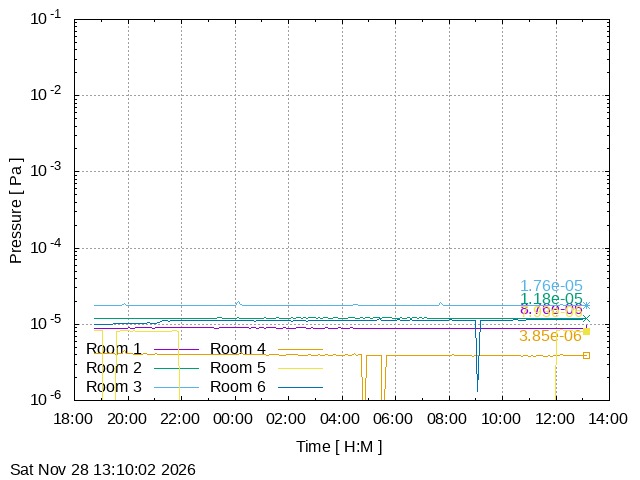 10^-1
10^-2
10^-3
10^-4
10^-5
10^-6
Pressure [ Pa ]
1.76e-05
1.18e-05
8.76e-06
3.85e-06
Room 1 Room 4
Room 2 Room 5
Room 3 Room 6
18:00 20:00 22:00 00:00 02:00 04:00 06:00 08:00 10:00 12:00 14:00
Time [ H:M ]
Sat Nov 28 13:10:02 2026